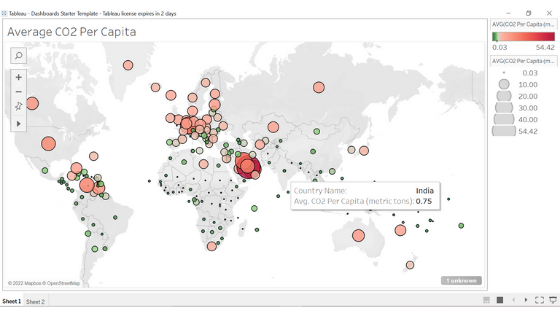 Tableau - Dashboards Starter Template - Tableau license expires in 2 days
Average CO2 Per Capita
AVG(CO2 Per Capita (m...
0.03 54.42
AVG(CO2 Per Capita (m...
0.03
10.00
20.00
30.00
40.00
54.42
Country Name: India
Avg. CO2 Per Capita (metric tons): 0.75
© 2022 Mapbox © OpenStreetMap
1 unknown
Sheet 1 Sheet 2